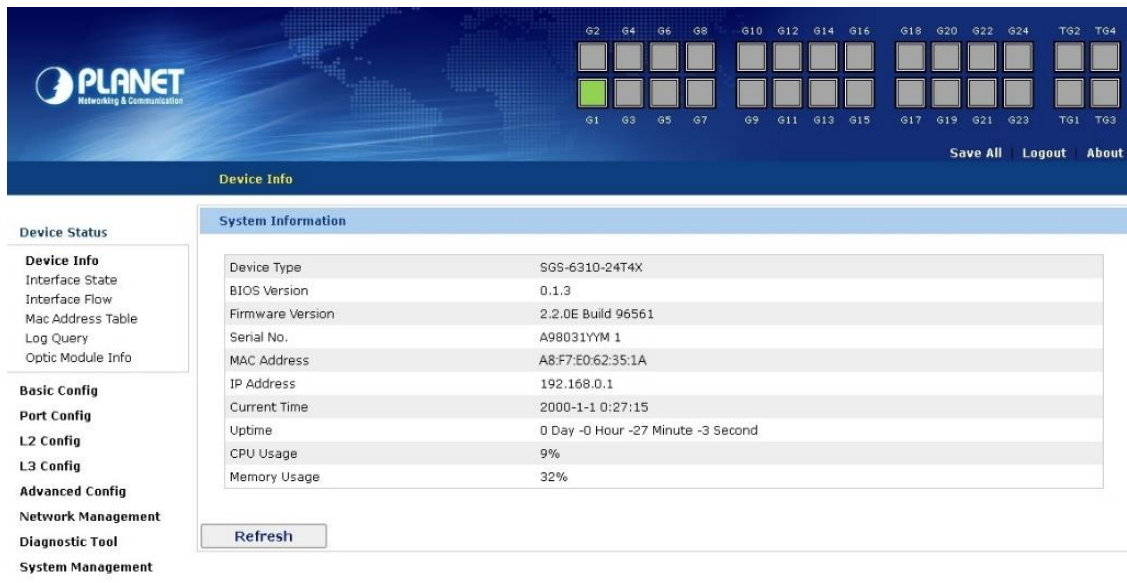 G2 G4 G6 G8 G10 G12 G14 G16 G18 G20 G22 G24 TG2 TG4
PLANET
Networking & Communication
G1 G3 G5 G7 G9 G11 G13 G15 G17 G19 G21 G23 TG1 TG3
Save All | Logout | About
Device Info
Device Status
Device Info
Interface State
Interface Flow
Mac Address Table
Log Query
Optic Module Info
Basic Config
Port Config
L2 Config
L3 Config
Advanced Config
Network Management
Diagnostic Tool
System Management
System Information
Device Type SGS-6310-24T4X
BIOS Version 0.1.3
Firmware Version 2.2.0E Build 96561
Serial No. A98031YYM 1
MAC Address A8:F7:E0:62:35:1A
IP Address 192.168.0.1
Current Time 2000-1-1 0:27:15
Uptime 0 Day -0 Hour -27 Minute -3 Second
CPU Usage 9%
Memory Usage 32%
Refresh